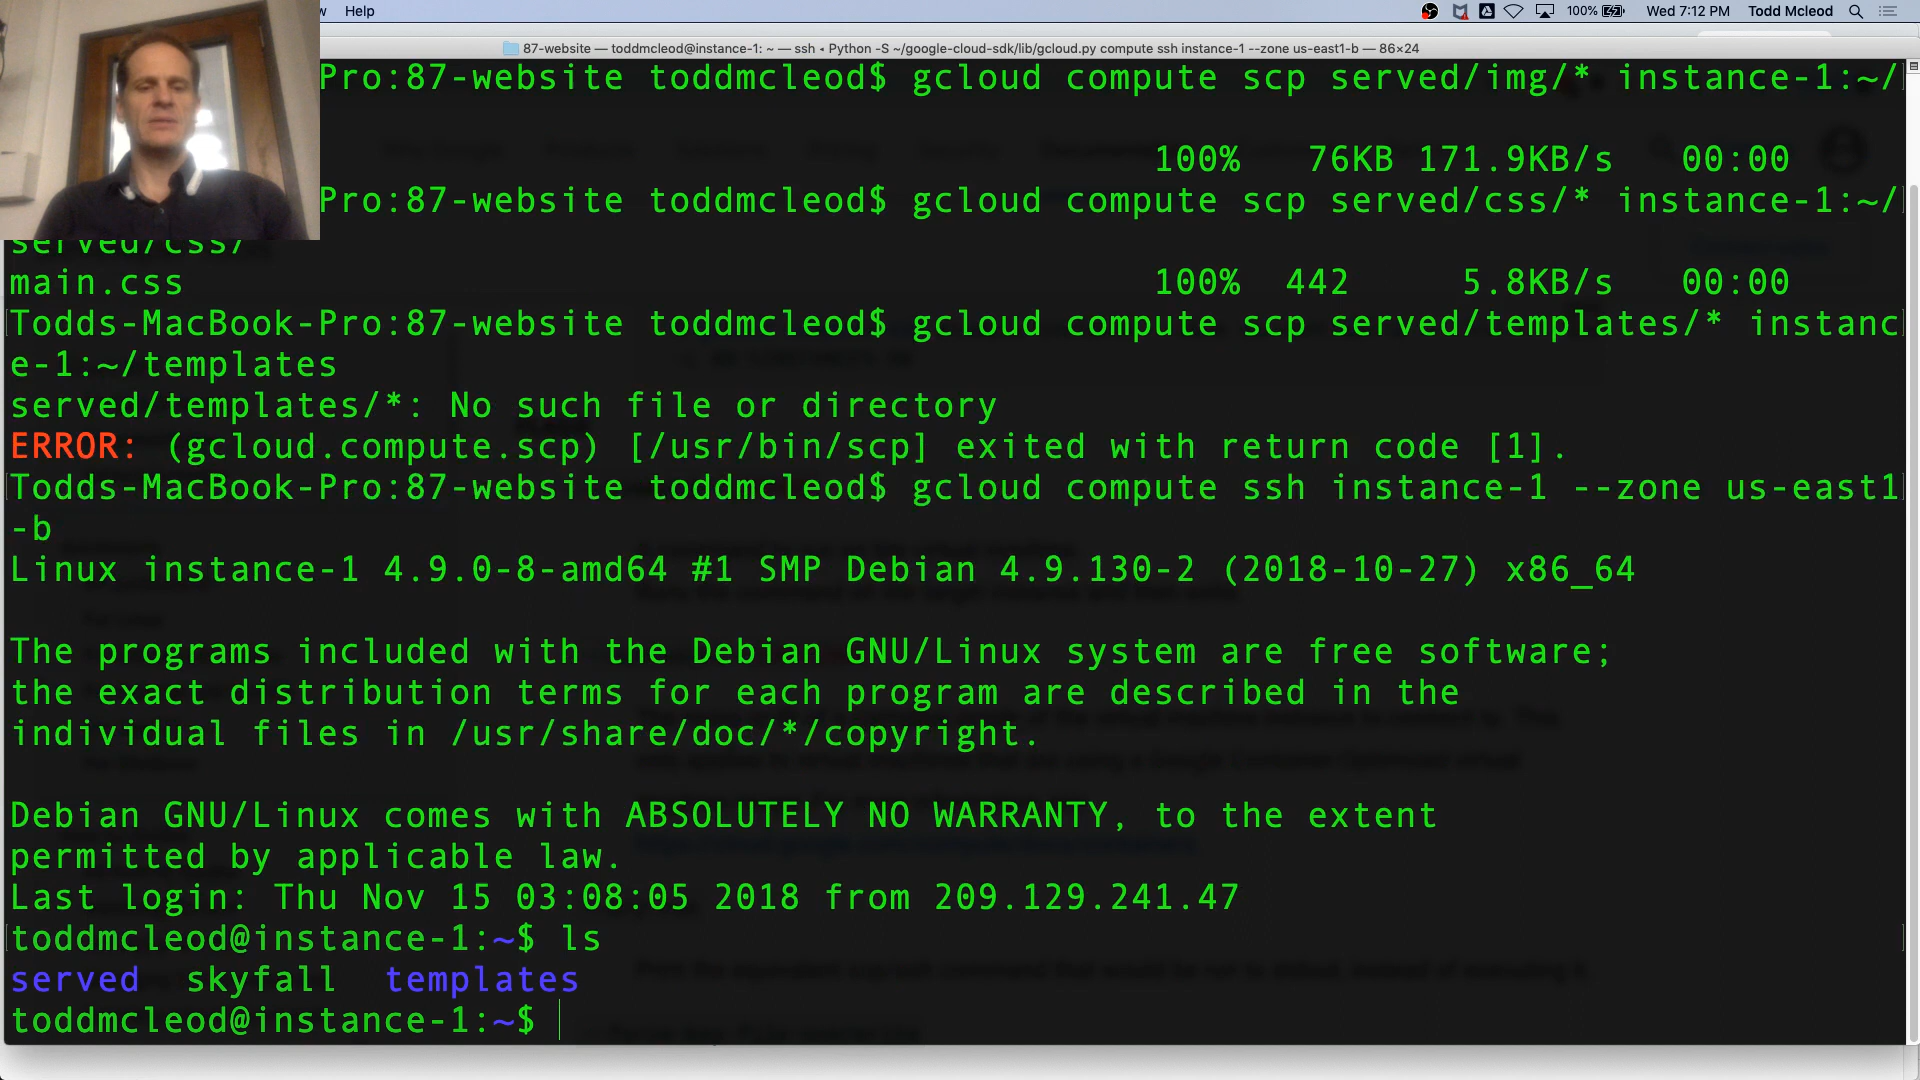 w Help 100% Wed 7:12 PM Todd Mcleod
87-website — toddmcleod@instance-1: ~ — ssh ◂ Python -S ~/google-cloud-sdk/lib/gcloud.py compute ssh instance-1 --zone us-east1-b — 86×24
Pro:87-website toddmcleod$ gcloud compute scp served/img/* instance-1:~/
100% 76KB 171.9KB/s 00:00
Pro:87-website toddmcleod$ gcloud compute scp served/css/* instance-1:~/
served/css/
main.css 100% 442 5.8KB/s 00:00
Todds-MacBook-Pro:87-website toddmcleod$ gcloud compute scp served/templates/* instanc
e-1:~/templates
served/templates/*: No such file or directory
ERROR: (gcloud.compute.scp) [/usr/bin/scp] exited with return code [1].
Todds-MacBook-Pro:87-website toddmcleod$ gcloud compute ssh instance-1 --zone us-east1
-b
Linux instance-1 4.9.0-8-amd64 #1 SMP Debian 4.9.130-2 (2018-10-27) x86_64
The programs included with the Debian GNU/Linux system are free software;
the exact distribution terms for each program are described in the
individual files in /usr/share/doc/*/copyright.
Debian GNU/Linux comes with ABSOLUTELY NO WARRANTY, to the extent
permitted by applicable law.
Last login: Thu Nov 15 03:08:05 2018 from 209.129.241.47
toddmcleod@instance-1:~$ ls
served skyfall templates
toddmcleod@instance-1:~$